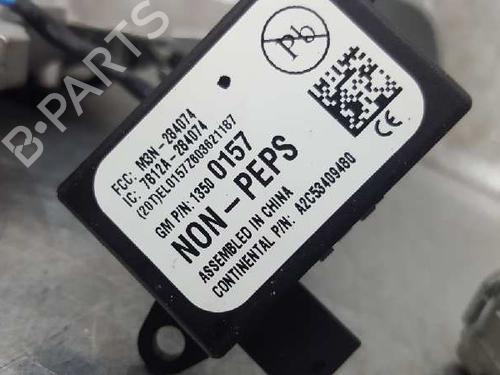 Pb
FCC: M3N-284074
IC: 7812A-284074
(20T)EL0157Z603621187
GM P/N: 1350 0157
NON-PEPS
ASSEMBLED IN CHINA
CONTINENTAL P/N: A2C53409480
CE
B-PARTS